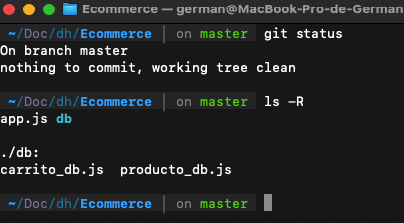 Ecommerce — german@MacBook-Pro-de-German
~/Doc/dh/Ecommerce | on master git status
On branch master
nothing to commit, working tree clean
~/Doc/dh/Ecommerce | on master ls -R
app.js db
./db:
carrito_db.js producto_db.js
~/Doc/dh/Ecommerce | on master